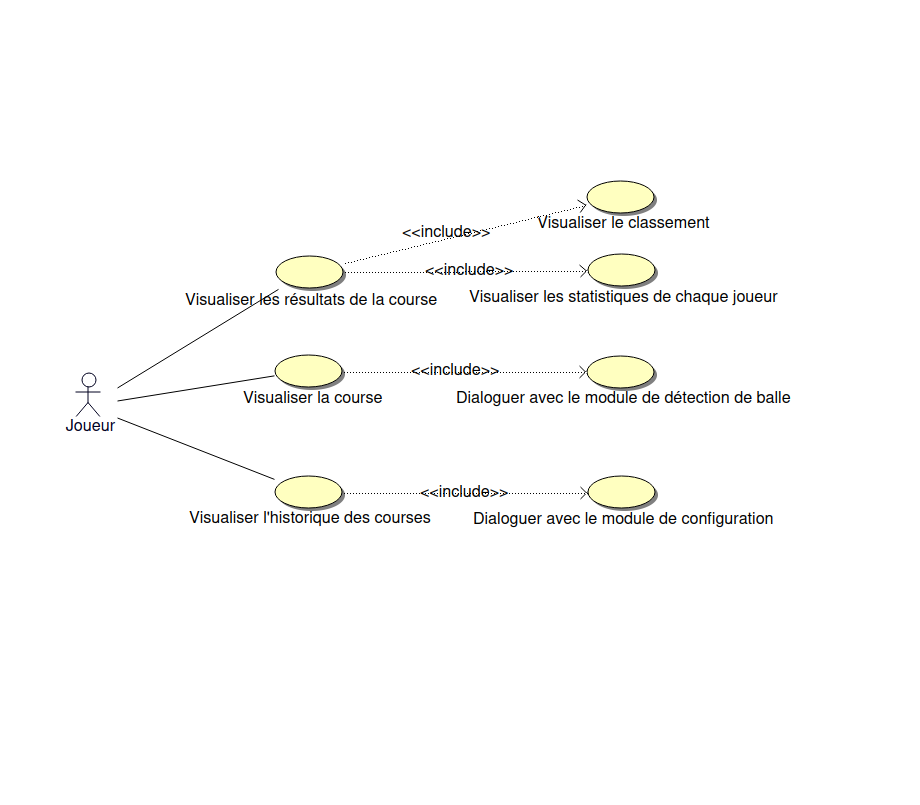 Visualiser le classement
<<include>>
<<include>>
Visualiser les résultats de la course
Visualiser les statistiques de chaque joueur
<<include>>
Visualiser la course
Dialoguer avec le module de détection de balle
Joueur
<<include>>
Visualiser l'historique des courses
Dialoguer avec le module de configuration